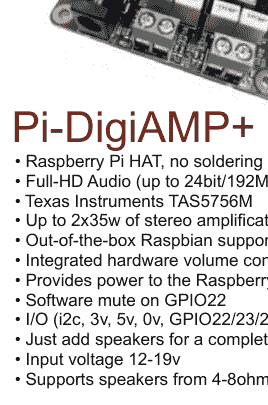 Pi-DigiAMP+
• Raspberry Pi HAT, no soldering
• Full-HD Audio (up to 24bit/192M
• Texas Instruments TAS5756M
• Up to 2x35w of stereo amplificat
• Out-of-the-box Raspbian suppor
• Integrated hardware volume con
• Provides power to the Raspberry
• Software mute on GPIO22
• I/O (i2c, 3v, 5v, 0v, GPIO22/23/2
• Just add speakers for a complet
• Input voltage 12-19v
• Supports speakers from 4-8ohm